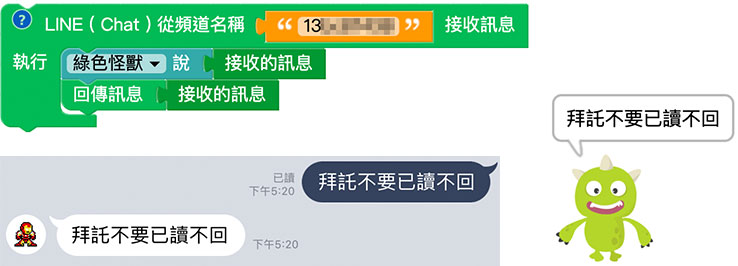 ? LINE ( Chat ) 從頻道名稱 “ 13 ” 接收訊息
執行 綠色怪獸 說 接收的訊息
回傳訊息 接收的訊息
拜託不要已讀不回
已讀
下午5:20
拜託不要已讀不回
拜託不要已讀不回
下午5:20